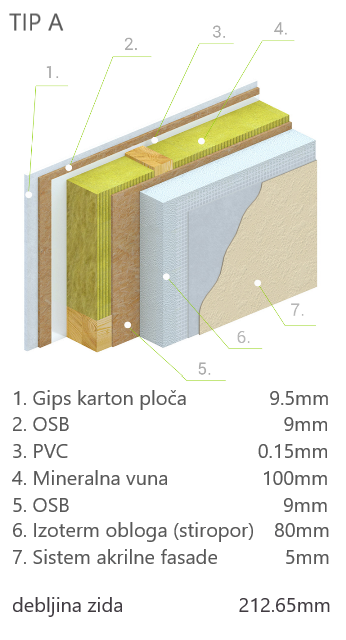 TIP A
1.
2.
3.
4.
5.
6.
7.
1. Gips karton ploča 9.5mm
2. OSB 9mm
3. PVC 0.15mm
4. Mineralna vuna 100mm
5. OSB 9mm
6. Izoterm obloga (stiropor) 80mm
7. Sistem akrilne fasade 5mm
debljina zida 212.65mm